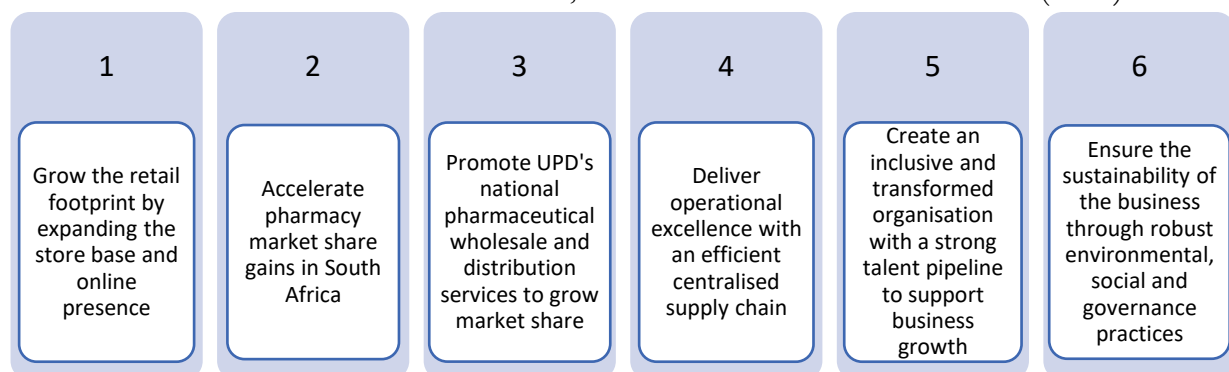 1
Grow the retail
footprint by
expanding the
store base and
online
presence
2
Accelerate
pharmacy
market share
gains in South
Africa
3
Promote UPD's
national
pharmaceutical
wholesale and
distribution
services to grow
market share
4
Deliver
operational
excellence with
an efficient
centralised
supply chain
5
Create an
inclusive and
transformed
organisation
with a strong
talent pipeline
to support
business
growth
6
Ensure the
sustainability of
the business
through robust
environmental,
social and
governance
practices